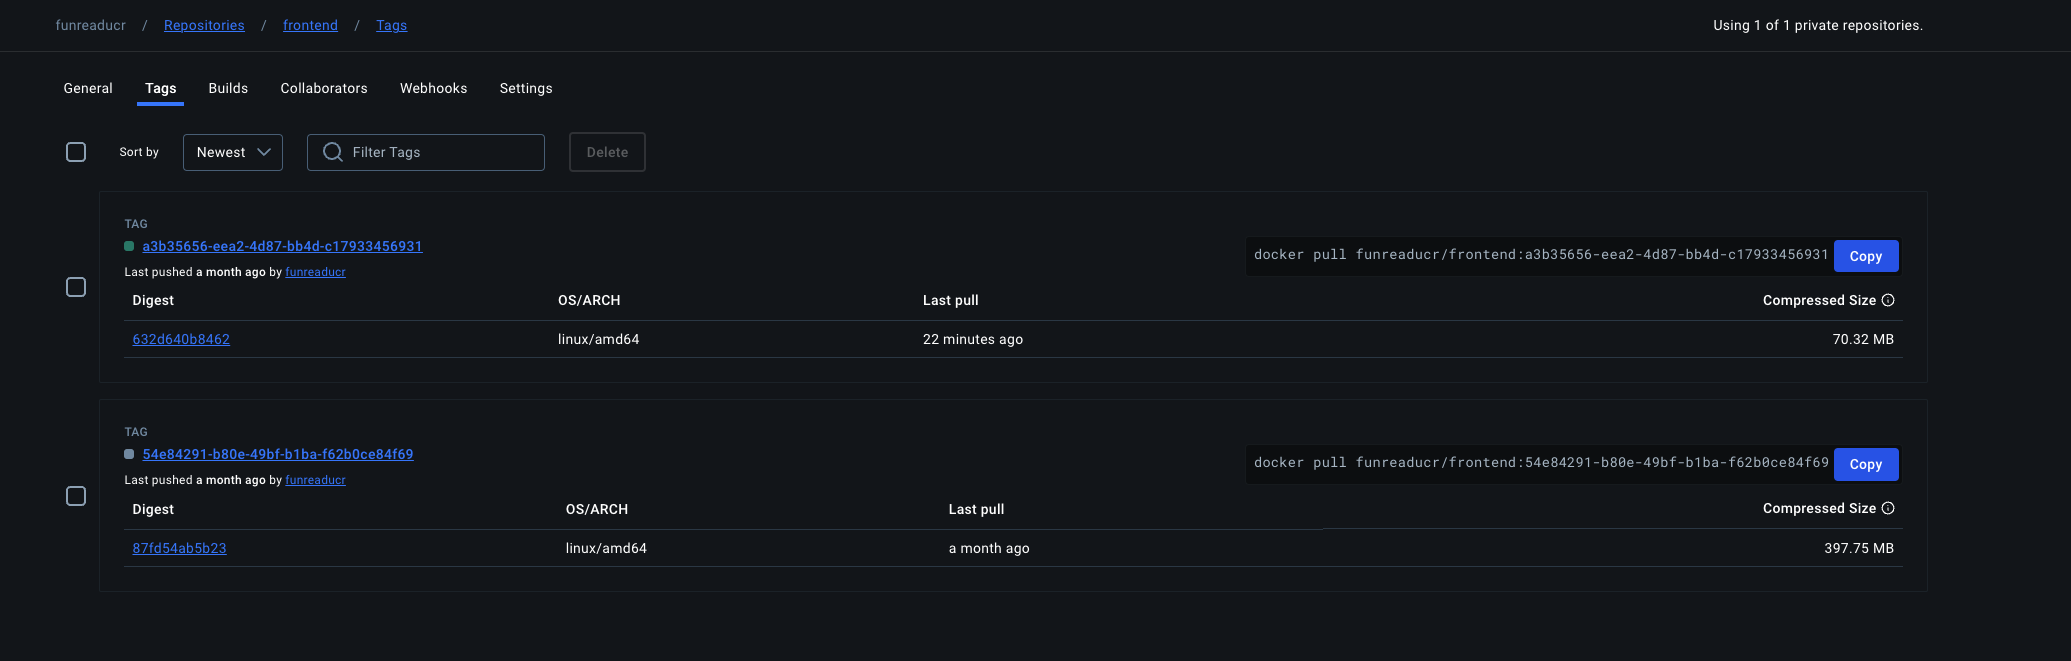 funreaducr / Repositories / frontend / Tags
Using 1 of 1 private repositories.
General Tags Builds Collaborators Webhooks Settings
Sort by Newest Filter Tags Delete
TAG
a3b35656-eea2-4d87-bb4d-c17933456931
docker pull funreaducr/frontend:a3b35656-eea2-4d87-bb4d-c17933456931 Copy
Last pushed a month ago by funreaducr
Digest OS/ARCH Last pull Compressed Size
632d640b8462 linux/amd64 22 minutes ago 70.32 MB
TAG
54e84291-b80e-49bf-b1ba-f62b0ce84f69
docker pull funreaducr/frontend:54e84291-b80e-49bf-b1ba-f62b0ce84f69 Copy
Last pushed a month ago by funreaducr
Digest OS/ARCH Last pull Compressed Size
87fd54ab5b23 linux/amd64 a month ago 397.75 MB